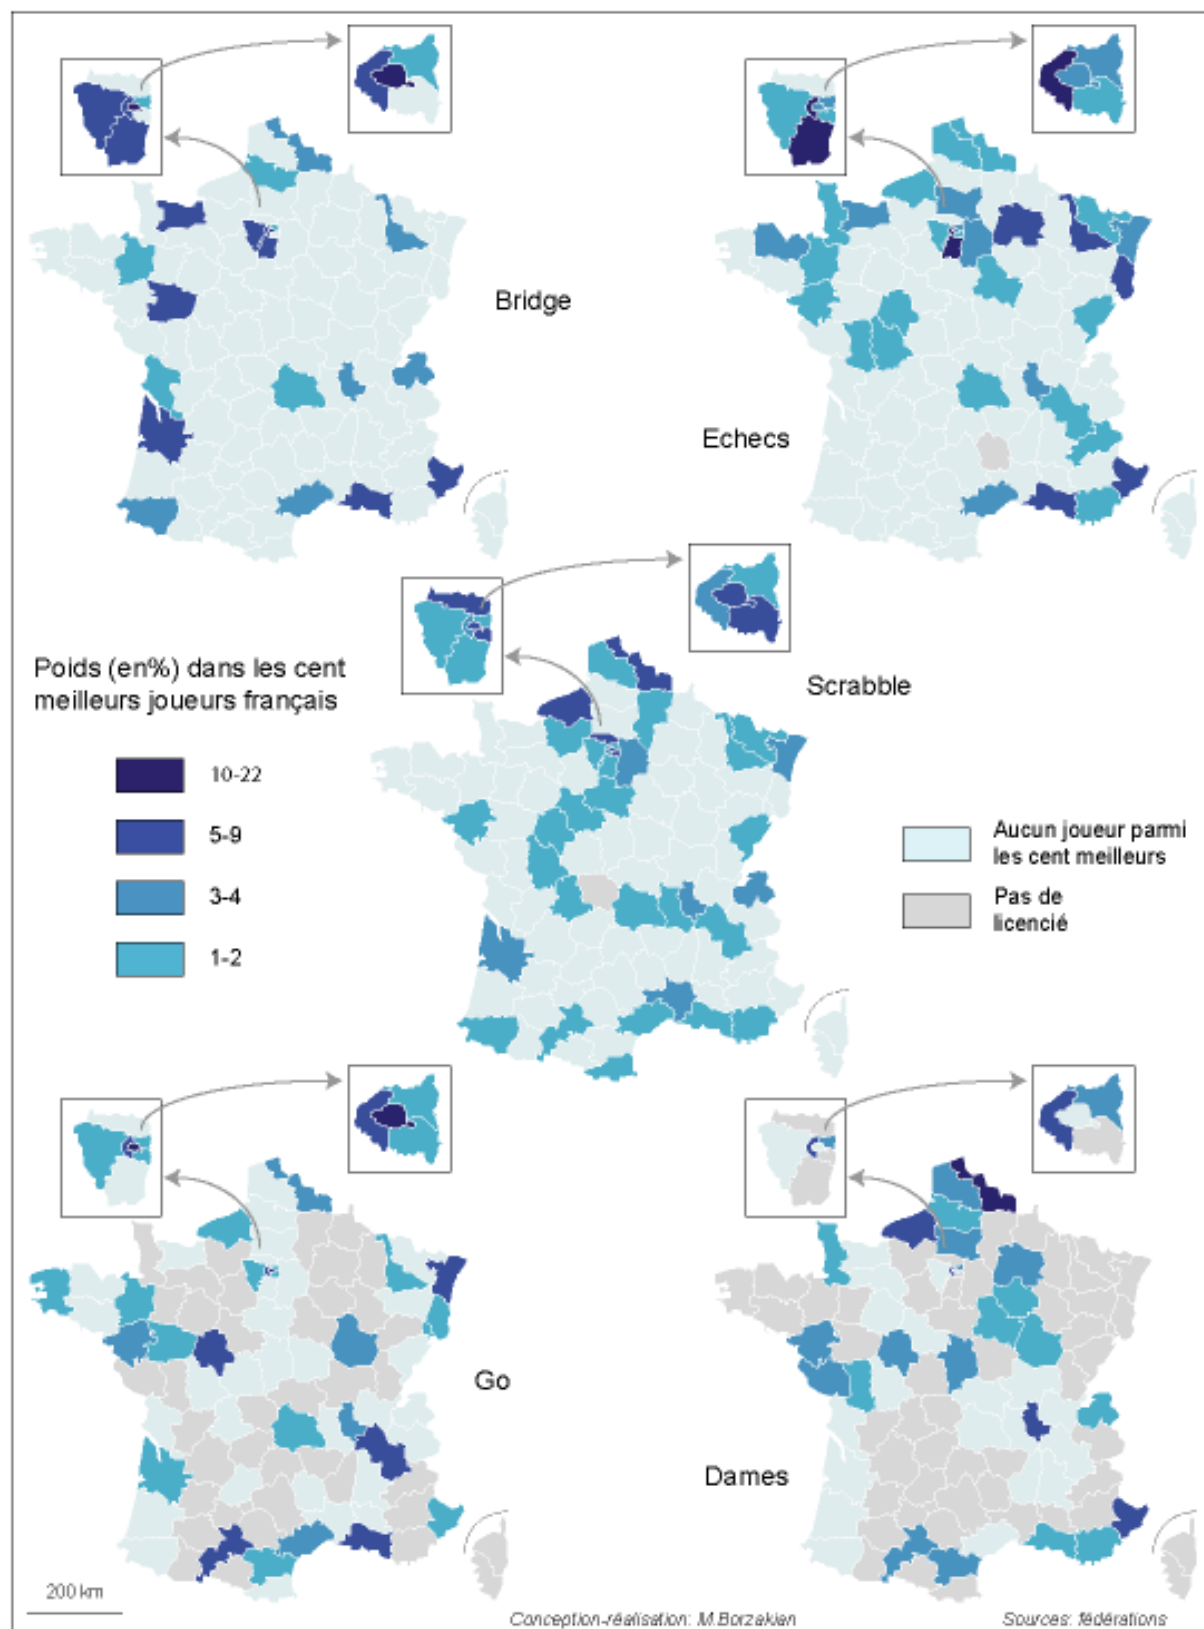 Bridge
Echecs
Poids (en%) dans les cent
meilleurs joueurs français
10-22
5-9
3-4
1-2
Scrabble
Aucun joueur parmi
les cent meilleurs
Pas de
licencié
Go
Dames
200 km
Conception-réalisation: M.Borzakian
Sources: fédérations